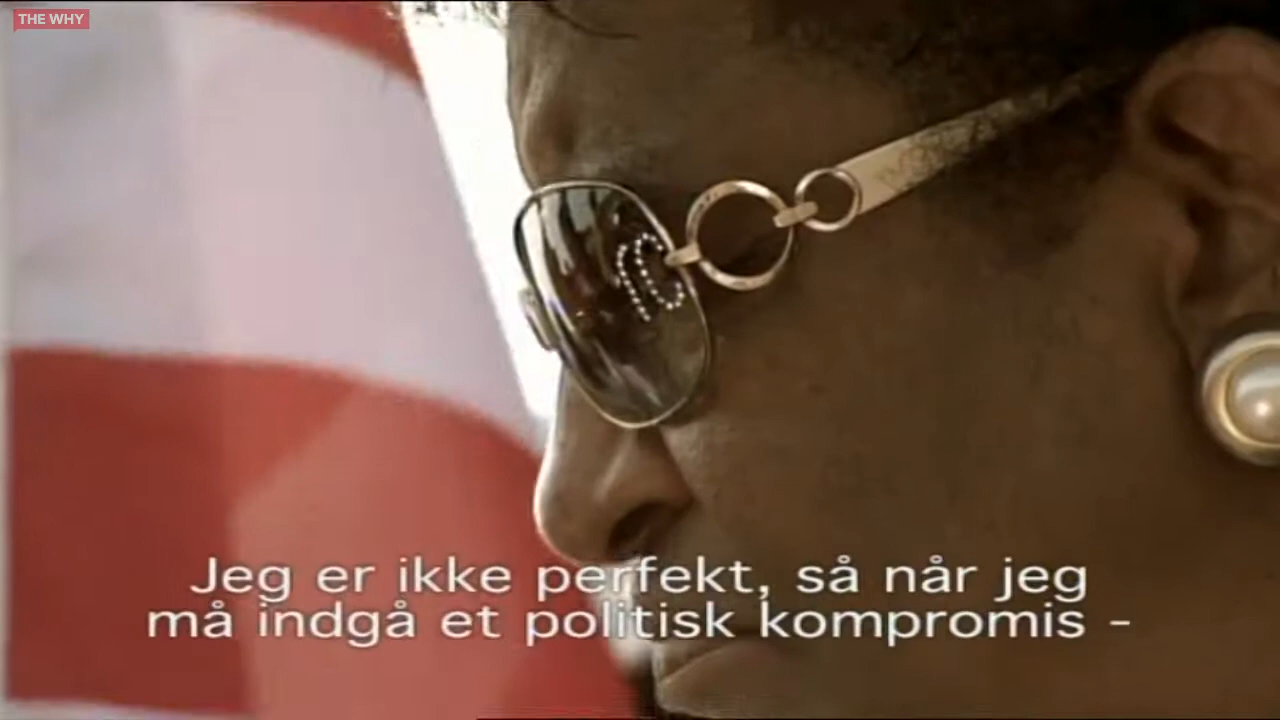 THE WHY
Jeg er ikke perfekt, så når jeg
må indgå et politisk kompromis -